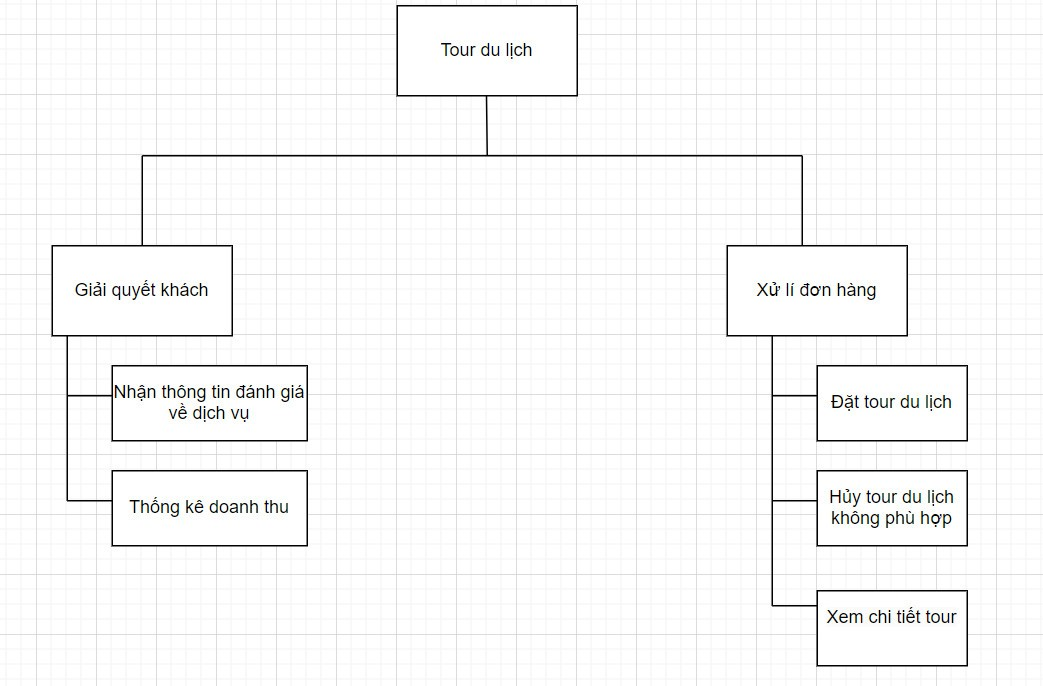 Tour du lịch
Giải quyết khách
Xử lí đơn hàng
Nhận thông tin đánh giá
về dịch vụ
Thống kê doanh thu
Đặt tour du lịch
Hủy tour du lịch
không phù hợp
Xem chi tiết tour